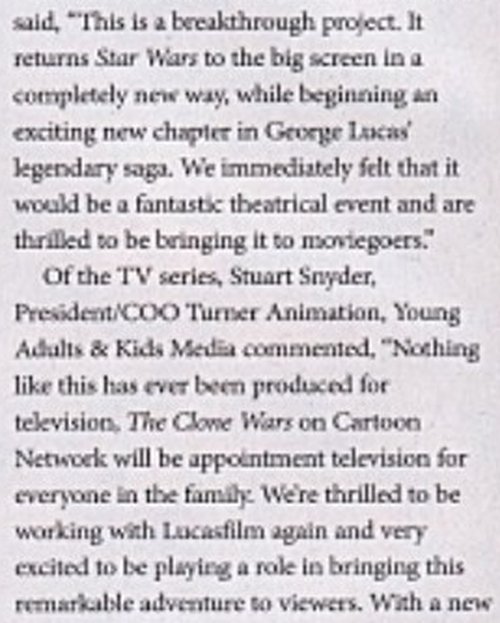 said, "This is a breakthrough project. It
returns Star Wars to the big screen in a
completely new way, while beginning an
exciting new chapter in George Lucas'
legendary saga. We immediately felt that it
would be a fantastic theatrical event and are
thrilled to be bringing it to moviegoers."
Of the TV series, Stuart Snyder,
President/COO Turner Animation, Young
Adults & Kids Media commented, "Nothing
like this has ever been produced for
television, The Clone Wars on Cartoon
Network will be appointment television for
everyone in the family. We're thrilled to be
working with Lucasfilm again and very
excited to be playing a role in bringing this
remarkable adventure to viewers. With a new